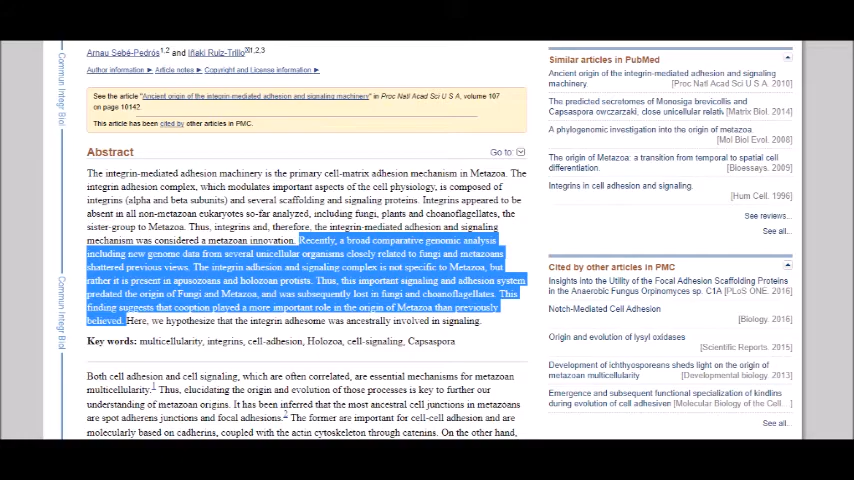 Commun Integr Biol
Commun Integr Biol
Arnau Sebé-Pedrós1,2 and Iñaki Ruiz-Trillo1,2,3
Author information ► Article notes ► Copyright and License information ►
See the article "Ancient origin of the integrin-mediated adhesion and signaling machinery" in Proc Natl Acad Sci U S A, volume 107
on page 10142.
This article has been cited by other articles in PMC.
Abstract
Go to:
The integrin-mediated adhesion machinery is the primary cell-matrix adhesion mechanism in Metazoa. The
integrin adhesion complex, which modulates important aspects of the cell physiology, is composed of
integrins (alpha and beta subunits) and several scaffolding and signaling proteins. Integrins appeared to be
absent in all non-metazoan eukaryotes so-far analyzed, including fungi, plants and choanoflagellates, the
sister-group to Metazoa. Thus, integrins and, therefore, the integrin-mediated adhesion and signaling
mechanism was considered a metazoan innovation. Recently, a broad comparative genomic analysis
including new genome data from several unicellular organisms closely related to fungi and metazoans
shattered previous views. The integrin adhesion and signaling complex is not specific to Metazoa, but
rather it is present in apusozoans and holozoan protists. Thus, this important signaling and adhesion system
predated the origin of Fungi and Metazoa, and was subsequently lost in fungi and choanoflagellates. This
finding suggests that cooption played a more important role in the origin of Metazoa than previously
believed. Here, we hypothesize that the integrin adhesome was ancestrally involved in signaling.
Key words: multicellularity, integrins, cell-adhesion, Holozoa, cell-signaling, Capsaspora
Both cell adhesion and cell signaling, which are often correlated, are essential mechanisms for metazoan
multicellularity.1 Thus, elucidating the origin and evolution of those processes is key to further our
understanding of metazoan origins. It has been inferred that the most ancestral cell junctions in metazoans
are spot adherens junctions and focal adhesions.2 The former are important for cell-cell adhesion and are
molecularly based on cadherins, coupled with the actin cytoskeleton through catenins. On the other hand,
Similar articles in PubMed
Ancient origin of the integrin-mediated adhesion and signaling
machinery. [Proc Natl Acad Sci U S A. 2010]
The predicted secretomes of Monosiga brevicollis and
Capsaspora owczarzaki, close unicellular relativ [Matrix Biol. 2014]
A phylogenomic investigation into the origin of metazoa.
[Mol Biol Evol. 2008]
The origin of Metazoa: a transition from temporal to spatial cell
differentiation. [Bioessays. 2009]
Integrins in cell adhesion and signaling.
[Hum Cell. 1996]
See reviews...
See all...
Cited by other articles in PMC
Insights into the Utility of the Focal Adhesion Scaffolding Proteins
in the Anaerobic Fungus Orpinomyces sp. C1A [PLoS ONE. 2016]
Notch-Mediated Cell Adhesion
[Biology. 2016]
Origin and evolution of lysyl oxidases
[Scientific Reports. 2015]
Development of ichthyosporeans sheds light on the origin of
metazoan multicellularity [Developmental biology. 2013]
Emergence and subsequent functional specialization of kindlins
during evolution of cell adhesiven [Molecular Biology of the Cell...]
See all...